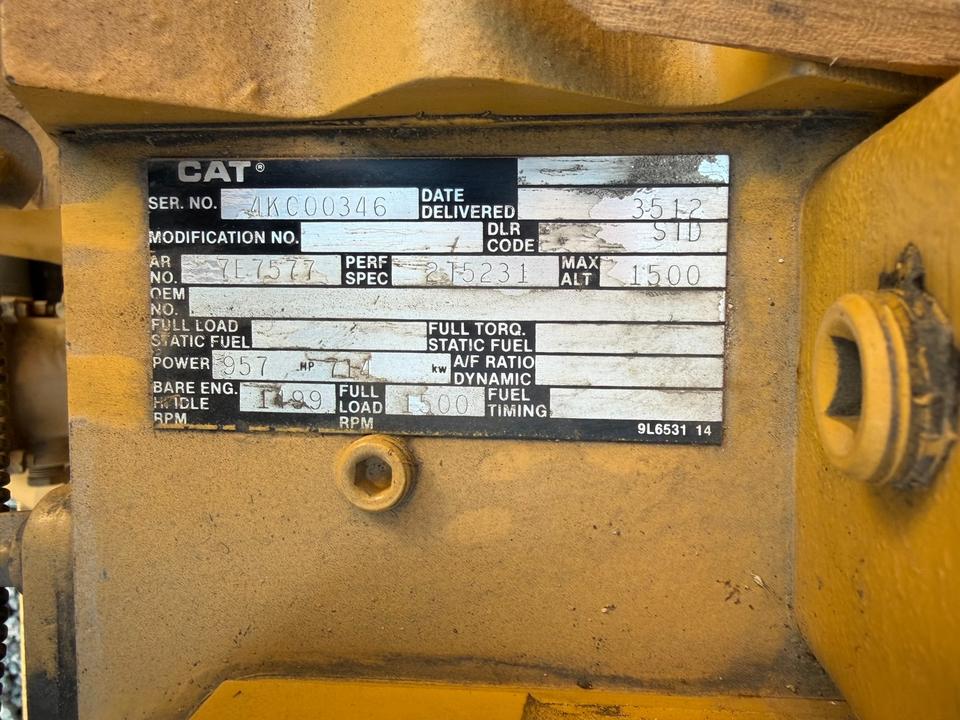 CAT®
SER. NO. 4KC00346 DATE DELIVERED 3512
MODIFICATION NO. DLR CODE STD
AR NO. 7E7577 PERF SPEC 2T5231 MAX ALT 1500
OEM NO.
FULL LOAD STATIC FUEL FULL TORQ. STATIC FUEL
POWER 957 HP 714 kw A/F RATIO DYNAMIC
BARE ENG. HI IDLE RPM 1499 FULL LOAD RPM 1500 FUEL TIMING
9L6531 14